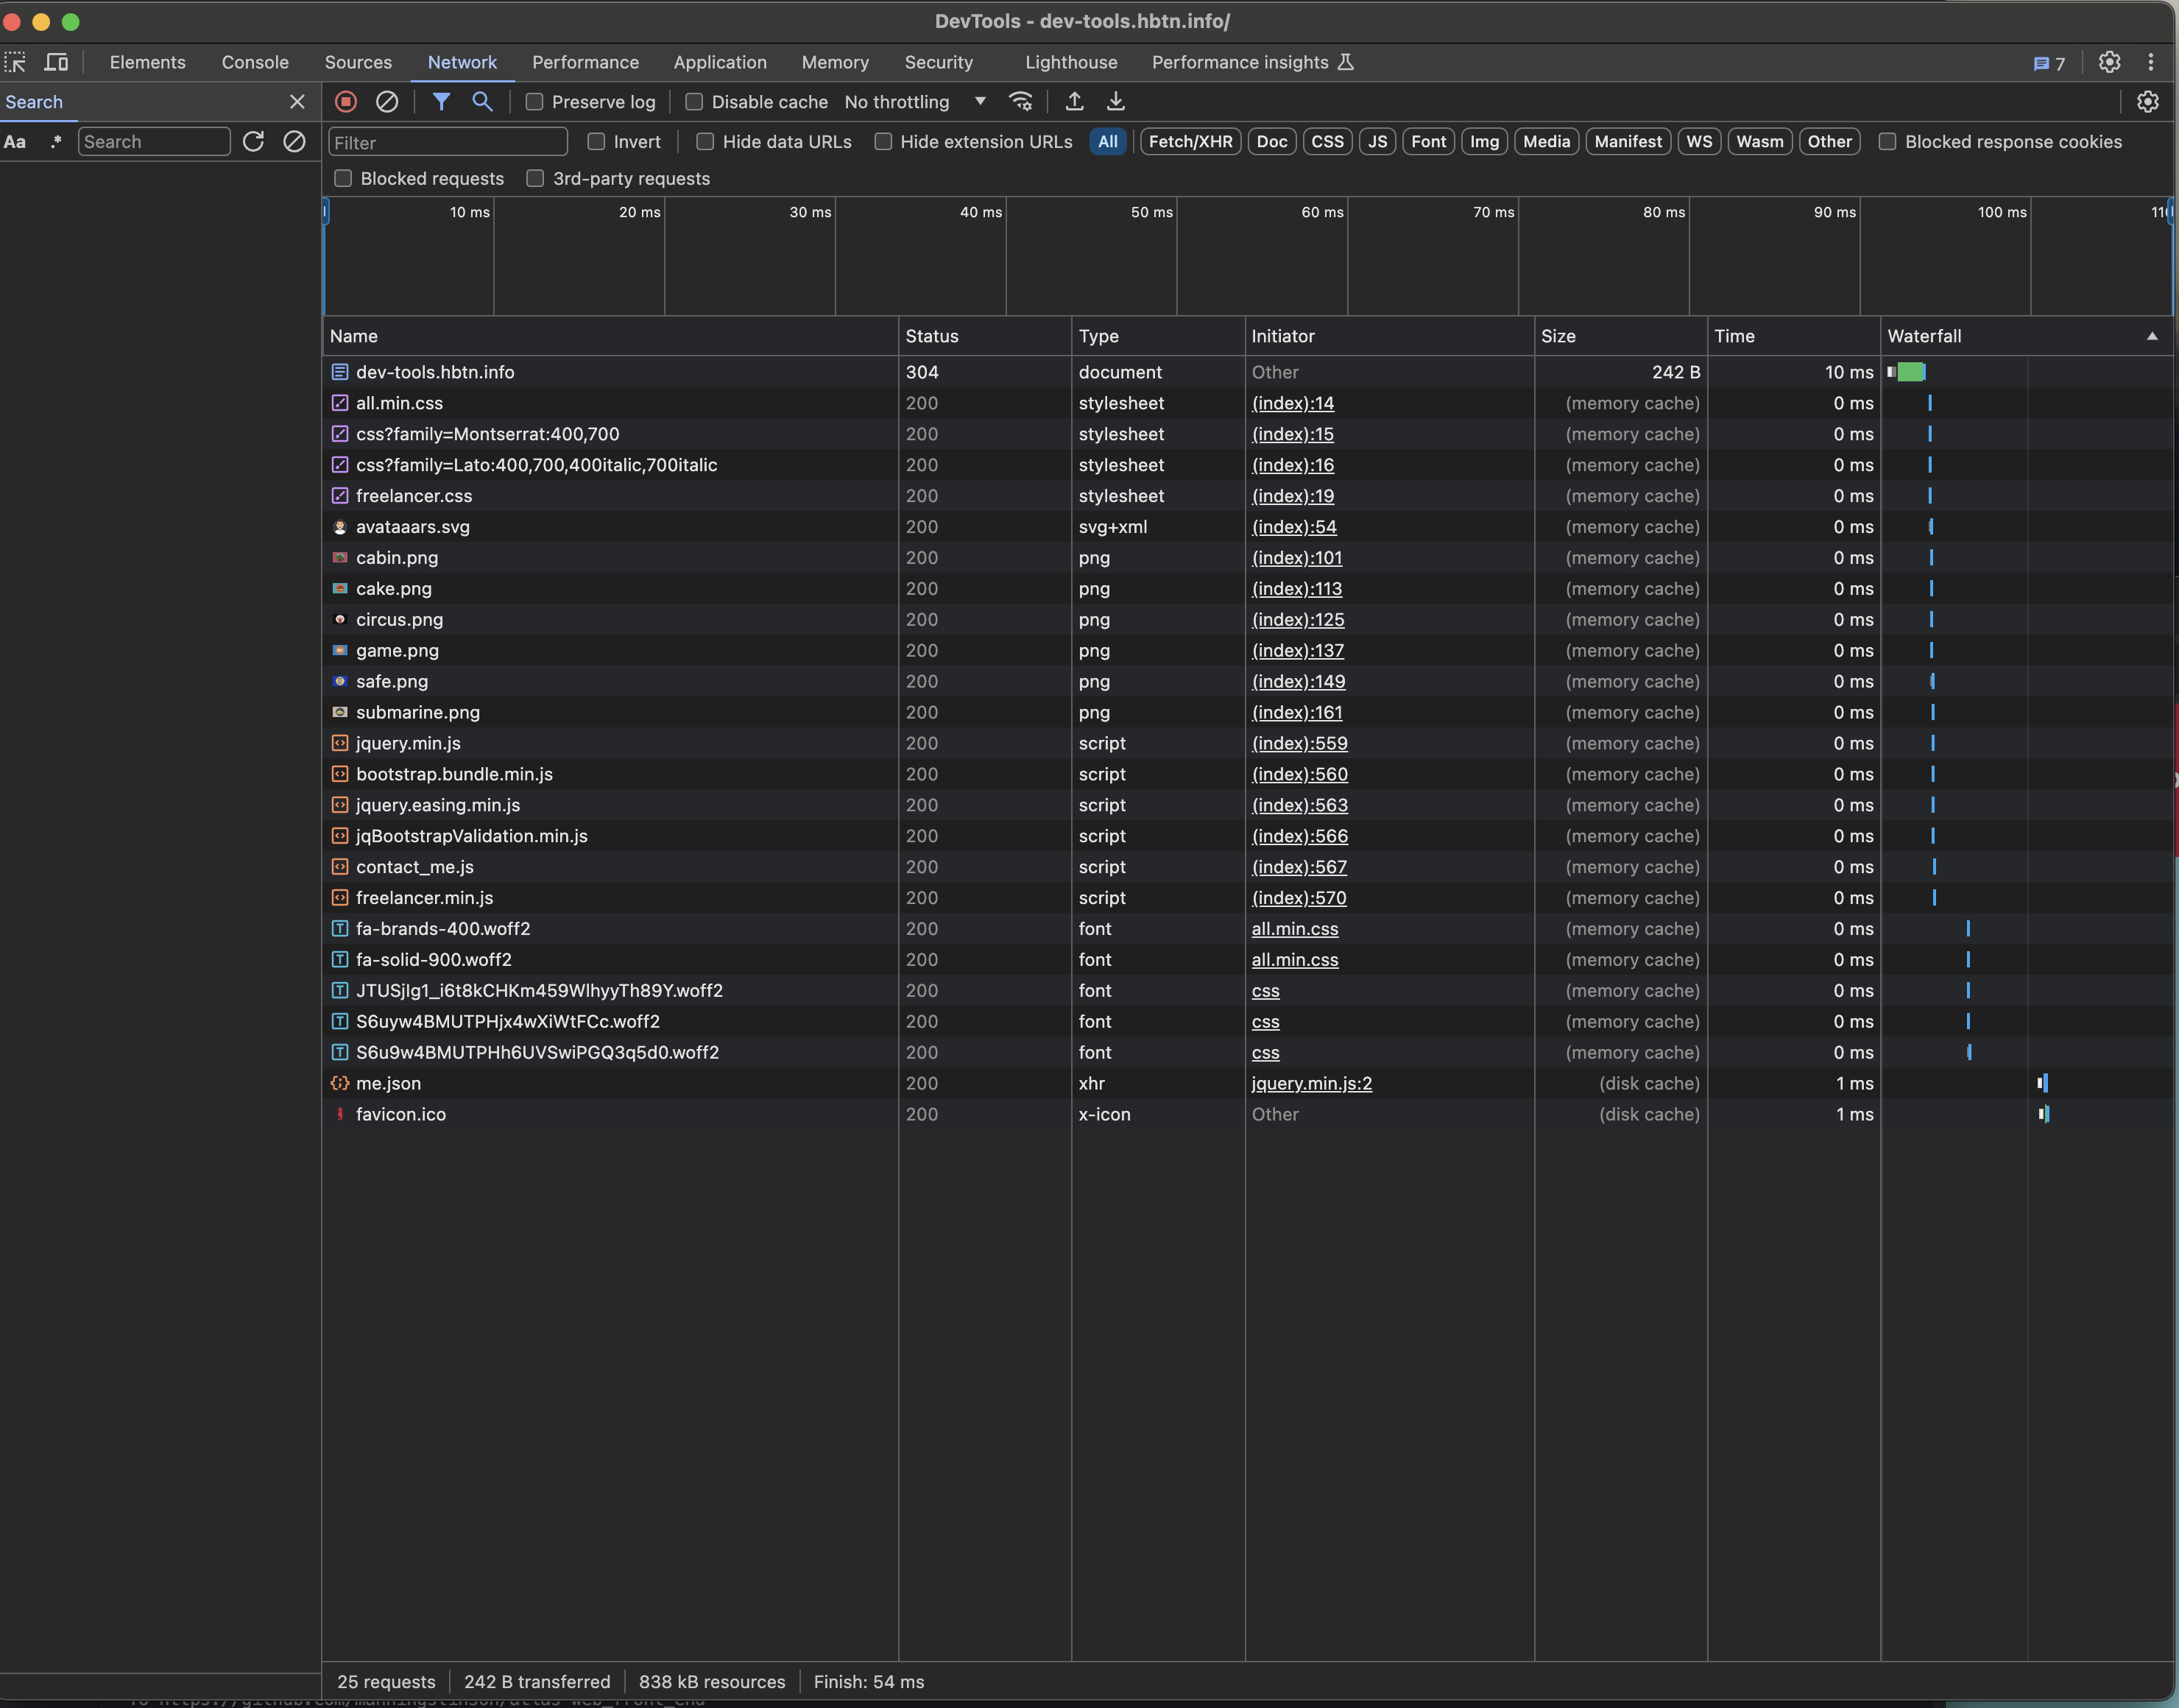 DevTools - dev-tools.hbtn.info/
Elements Console Sources Network Performance Application Memory Security Lighthouse Performance insights 7
Search Preserve log Disable cache No throttling
Aa .* Search Filter Invert Hide data URLs Hide extension URLs All Fetch/XHR Doc CSS JS Font Img Media Manifest WS Wasm Other Blocked response cookies
Blocked requests 3rd-party requests
10 ms 20 ms 30 ms 40 ms 50 ms 60 ms 70 ms 80 ms 90 ms 100 ms
Name Status Type Initiator Size Time Waterfall
dev-tools.hbtn.info 304 document Other 242 B 10 ms
all.min.css 200 stylesheet (index):14 (memory cache) 0 ms
css?family=Montserrat:400,700 200 stylesheet (index):15 (memory cache) 0 ms
css?family=Lato:400,700,400italic,700italic 200 stylesheet (index):16 (memory cache) 0 ms
freelancer.css 200 stylesheet (index):19 (memory cache) 0 ms
avataaars.svg 200 svg+xml (index):54 (memory cache) 0 ms
cabin.png 200 png (index):101 (memory cache) 0 ms
cake.png 200 png (index):113 (memory cache) 0 ms
circus.png 200 png (index):125 (memory cache) 0 ms
game.png 200 png (index):137 (memory cache) 0 ms
safe.png 200 png (index):149 (memory cache) 0 ms
submarine.png 200 png (index):161 (memory cache) 0 ms
jquery.min.js 200 script (index):559 (memory cache) 0 ms
bootstrap.bundle.min.js 200 script (index):560 (memory cache) 0 ms
jquery.easing.min.js 200 script (index):563 (memory cache) 0 ms
jqBootstrapValidation.min.js 200 script (index):566 (memory cache) 0 ms
contact_me.js 200 script (index):567 (memory cache) 0 ms
freelancer.min.js 200 script (index):570 (memory cache) 0 ms
fa-brands-400.woff2 200 font all.min.css (memory cache) 0 ms
fa-solid-900.woff2 200 font all.min.css (memory cache) 0 ms
JTUSjIg1_i6t8kCHKm459WlhyyTh89Y.woff2 200 font css (memory cache) 0 ms
S6uyw4BMUTPHjx4wXiWtFCc.woff2 200 font css (memory cache) 0 ms
S6u9w4BMUTPHh6UVSwiPGQ3q5d0.woff2 200 font css (memory cache) 0 ms
me.json 200 xhr jquery.min.js:2 (disk cache) 1 ms
favicon.ico 200 x-icon Other (disk cache) 1 ms
25 requests 242 B transferred 838 kB resources Finish: 54 ms